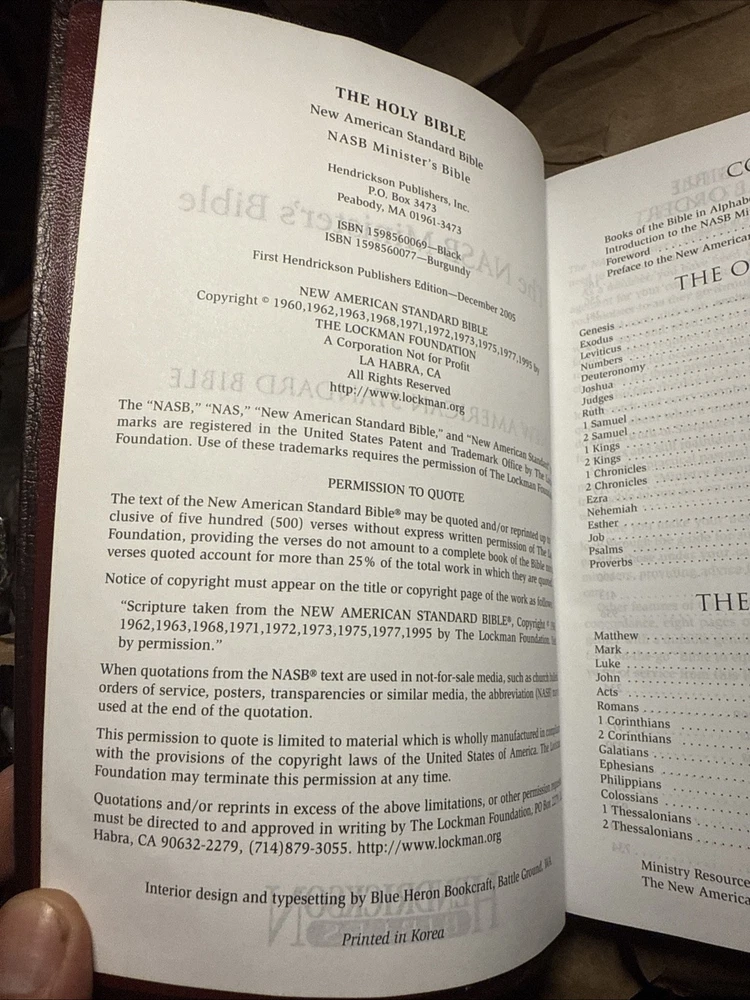 THE HOLY BIBLE
New American Standard Bible
NASB Minister's Bible
Hendrickson Publishers, Inc.
P.O. Box 3473
Peabody, MA 01961-3473
ISBN 1598560069—Black
ISBN 1598560077—Burgundy
First Hendrickson Publishers Edition—December 2005
NEW AMERICAN STANDARD BIBLE
Copyright © 1960,1962,1963,1968,1971,1972,1973,1975,1977,1995 by
THE LOCKMAN FOUNDATION
A Corporation Not for Profit
LA HABRA, CA
All Rights Reserved
http://www.lockman.org
The "NASB," "NAS," "New American Standard Bible," and "New American Standard
marks are registered in the United States Patent and Trademark Office by The
Foundation. Use of these trademarks requires the permission of The Lockman
PERMISSION TO QUOTE
The text of the New American Standard Bible® may be quoted and/or reprinted up to
clusive of five hundred (500) verses without express written permission of The
Foundation, providing the verses do not amount to a complete book of the Bible
verses quoted account for more than 25% of the total work in which they are quoted.
Notice of copyright must appear on the title or copyright page of the work as follows:
"Scripture taken from the NEW AMERICAN STANDARD BIBLE®, Copyright ©
1962,1963,1968,1971,1972,1973,1975,1977,1995 by The Lockman Foundation.
by permission."
When quotations from the NASB® text are used in not-for-sale media, such as church
orders of service, posters, transparencies or similar media, the abbreviation (NASB)
used at the end of the quotation.
This permission to quote is limited to material which is wholly manufactured in
with the provisions of the copyright laws of the United States of America. The
Foundation may terminate this permission at any time.
Quotations and/or reprints in excess of the above limitations, or other permission
must be directed to and approved in writing by The Lockman Foundation, PO Box
Habra, CA 90632-2279, (714)879-3055. http://www.lockman.org
Interior design and typesetting by Blue Heron Bookcraft, Battle Ground, WA
Printed in Korea
CO
Books of the Bible in Alphabe
Introduction to the NASB Mi
Foreword
Preface to the New American
THE O
Genesis
Exodus
Leviticus
Numbers
Deuteronomy
Joshua
Judges
Ruth
1 Samuel
2 Samuel
1 Kings
2 Kings
1 Chronicles
2 Chronicles
Ezra
Nehemiah
Esther
Job
Psalms
Proverbs
THE
Matthew
Mark
Luke
John
Acts
Romans
1 Corinthians
2 Corinthians
Galatians
Ephesians
Philippians
Colossians
1 Thessalonians
2 Thessalonians
Ministry Resource
The New America